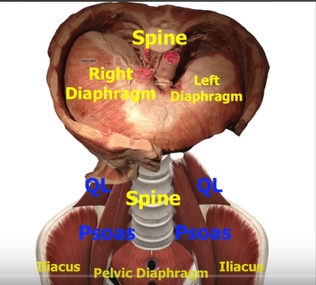 Spine
Right
Diaphragm
Left
Diaphragm
QL
QL
Spine
Psoas
Psoas
Iliacus
Pelvic Diaphragm
Iliacus